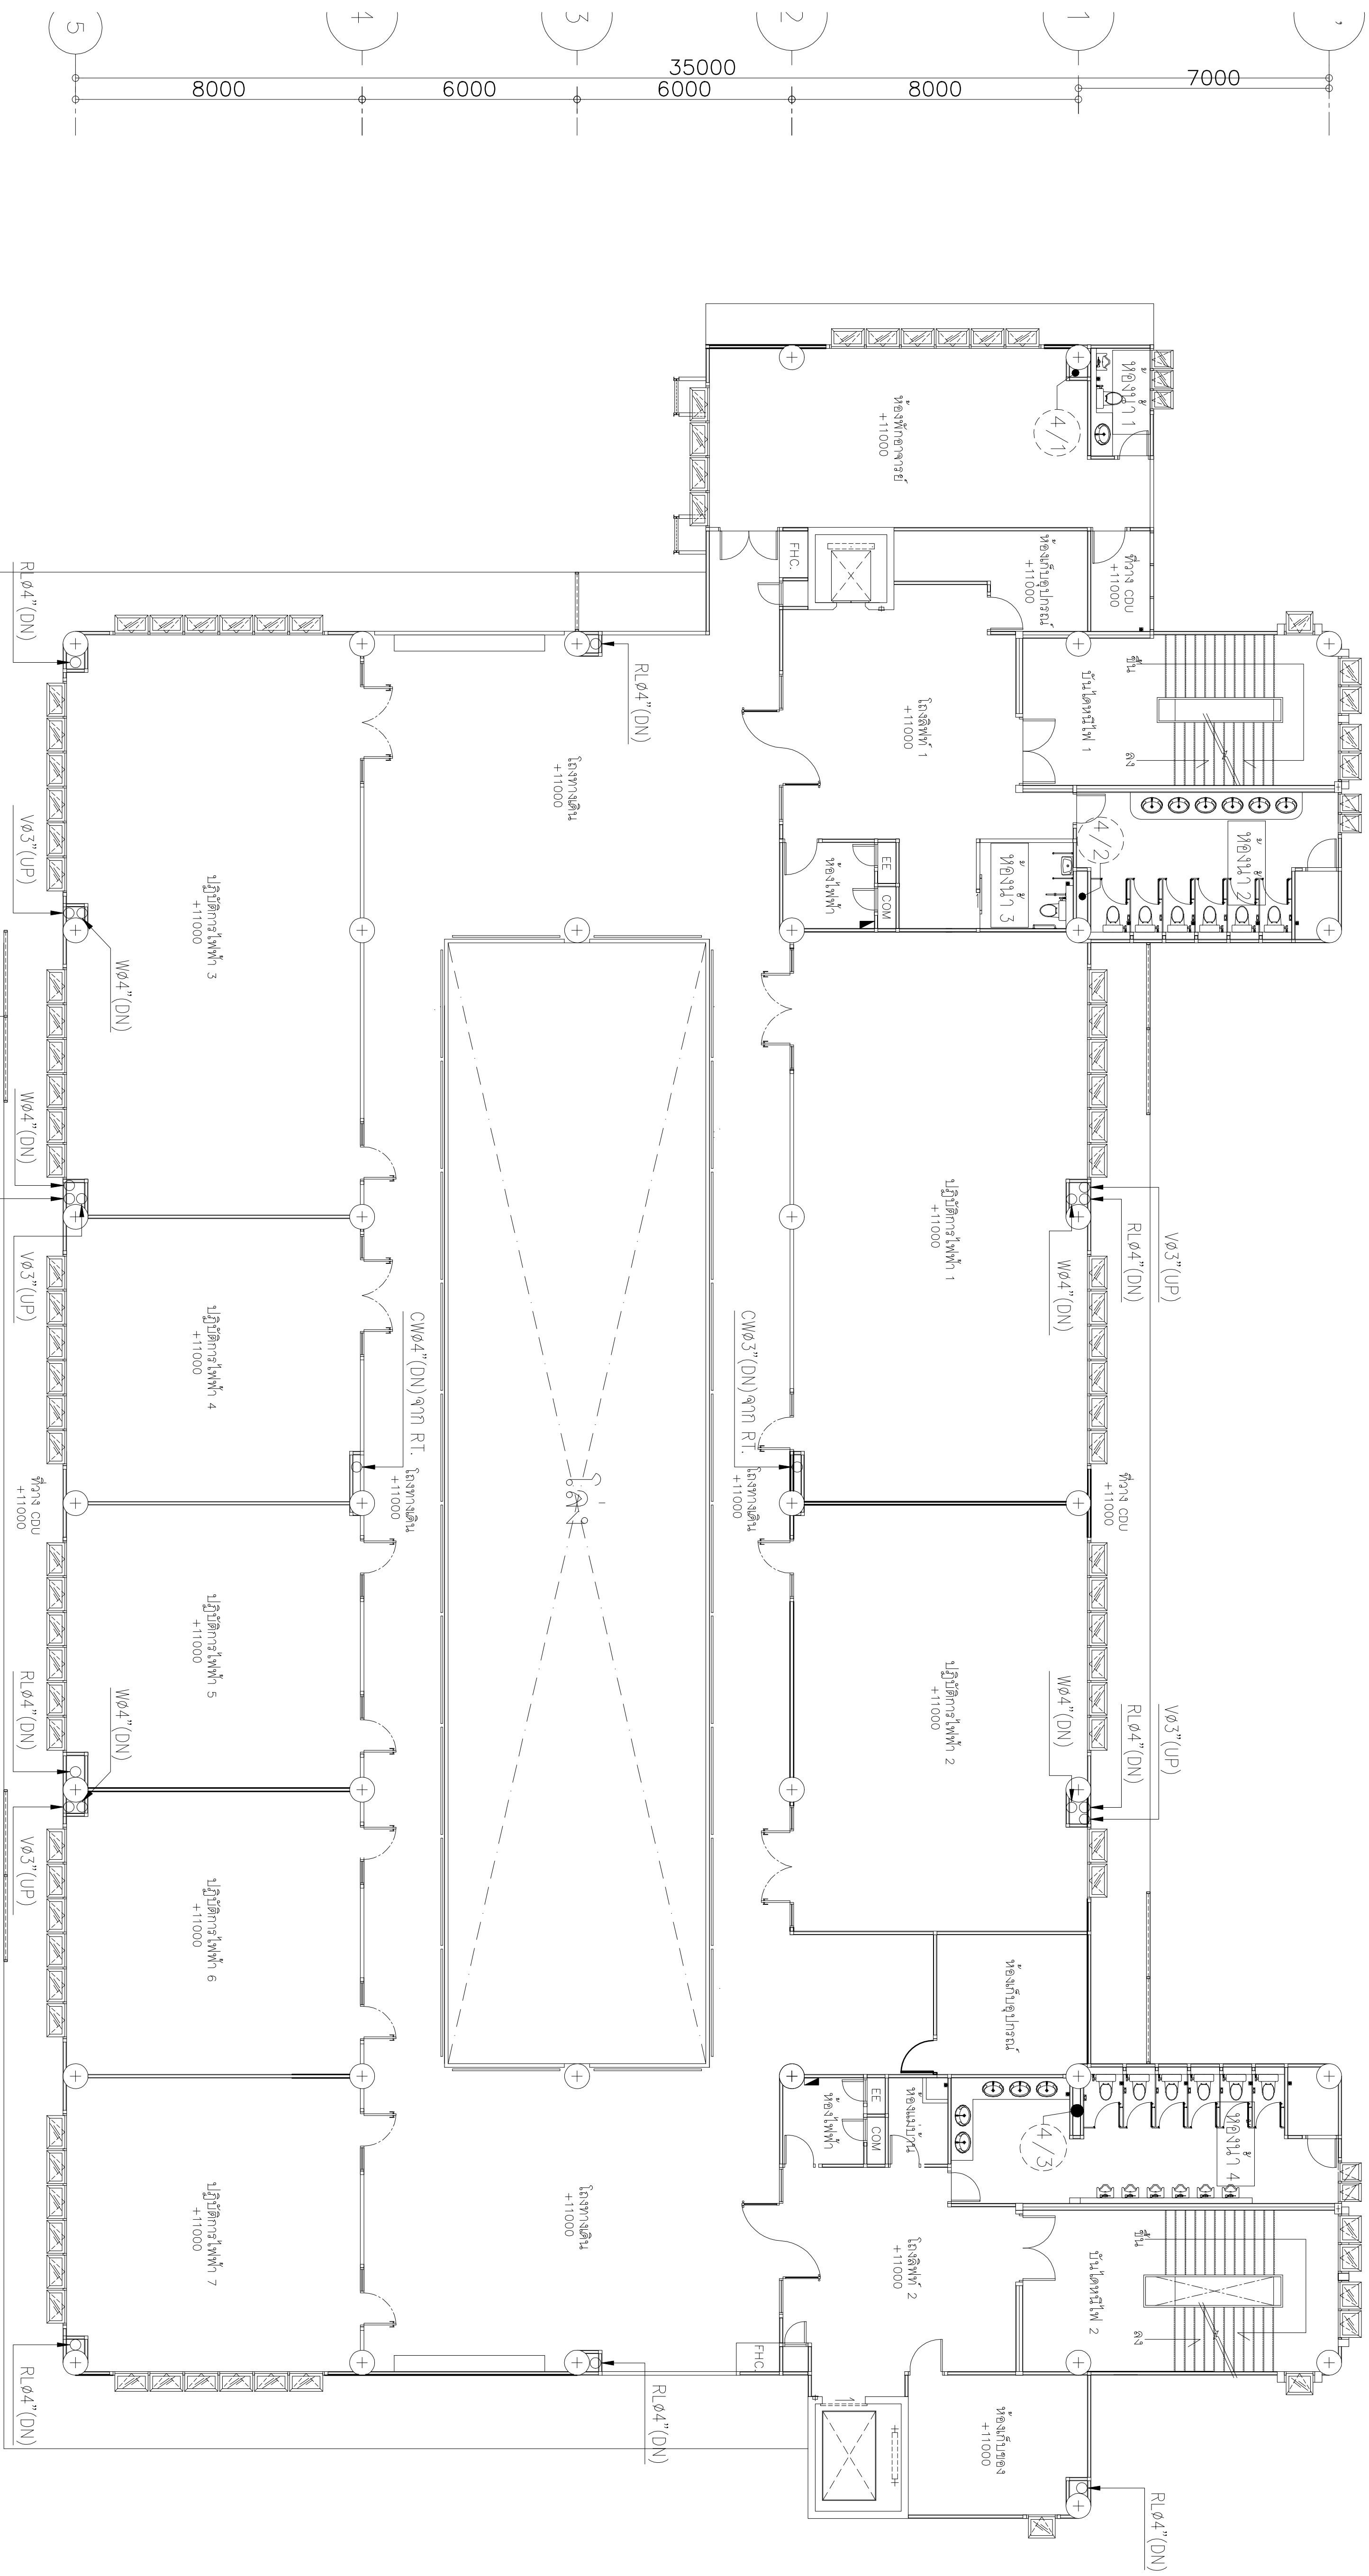 5
4
3
2
1
35000
8000
6000
6000
8000
7000
ห้องน้ำ 1
4/1
ห้องพักอาจารย์
+11000
ที่วาง CDU
+11000
ห้องเก็บอุปกรณ์
+11000
FHC.
ขึ้น
ลง
บันไดหนีไฟ 1
โถงลิฟท์ 1
+11000
RLØ4"(DN)
RLØ4"(DN)
โถงทางเดิน
+11000
ห้องน้ำ 2
4/2
ห้องน้ำ 3
EE
COM
ห้องไฟฟ้า
VØ3"(UP)
ปฏิบัติการไฟฟ้า 3
+11000
WØ4"(DN)
WØ4"(DN)
VØ3"(UP)
ปฏิบัติการไฟฟ้า 1
+11000
VØ3"(UP)
RLØ4"(DN)
WØ4"(DN)
ปฏิบัติการไฟฟ้า 4
+11000
CWØ4"(DN)จาก RT.
CWØ3"(DN)จาก RT.
โถงทางเดิน
+11000
โถงทางเดิน
+11000
ที่วาง CDU
+11000
ที่วาง CDU
+11000
ปฏิบัติการไฟฟ้า 5
+11000
ปฏิบัติการไฟฟ้า 2
+11000
VØ3"(UP)
RLØ4"(DN)
WØ4"(DN)
RLØ4"(DN)
WØ4"(DN)
VØ3"(UP)
ปฏิบัติการไฟฟ้า 6
+11000
ห้องเก็บอุปกรณ์
ห้องน้ำ 4
4/3
ห้องแม่บ้าน
EE
COM
ห้องไฟฟ้า
โถงทางเดิน
+11000
ปฏิบัติการไฟฟ้า 7
+11000
ขึ้น
ลง
บันไดหนีไฟ 2
โถงลิฟท์ 2
+11000
FHC.
RLØ4"(DN)
RLØ4"(DN)
ห้องเก็บของ
+11000
RLØ4"(DN)